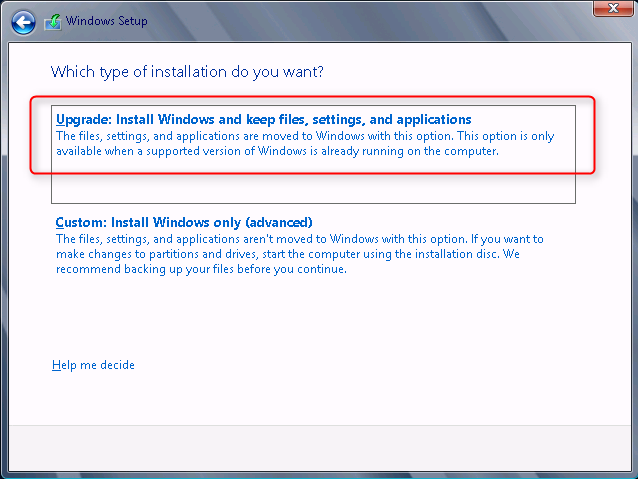 Windows Setup
Which type of installation do you want?
Upgrade: Install Windows and keep files, settings, and applications
The files, settings, and applications are moved to Windows with this option. This option is only
available when a supported version of Windows is already running on the computer.
Custom: Install Windows only (advanced)
The files, settings, and applications aren't moved to Windows with this option. If you want to
make changes to partitions and drives, start the computer using the installation disc. We
recommend backing up your files before you continue.
Help me decide